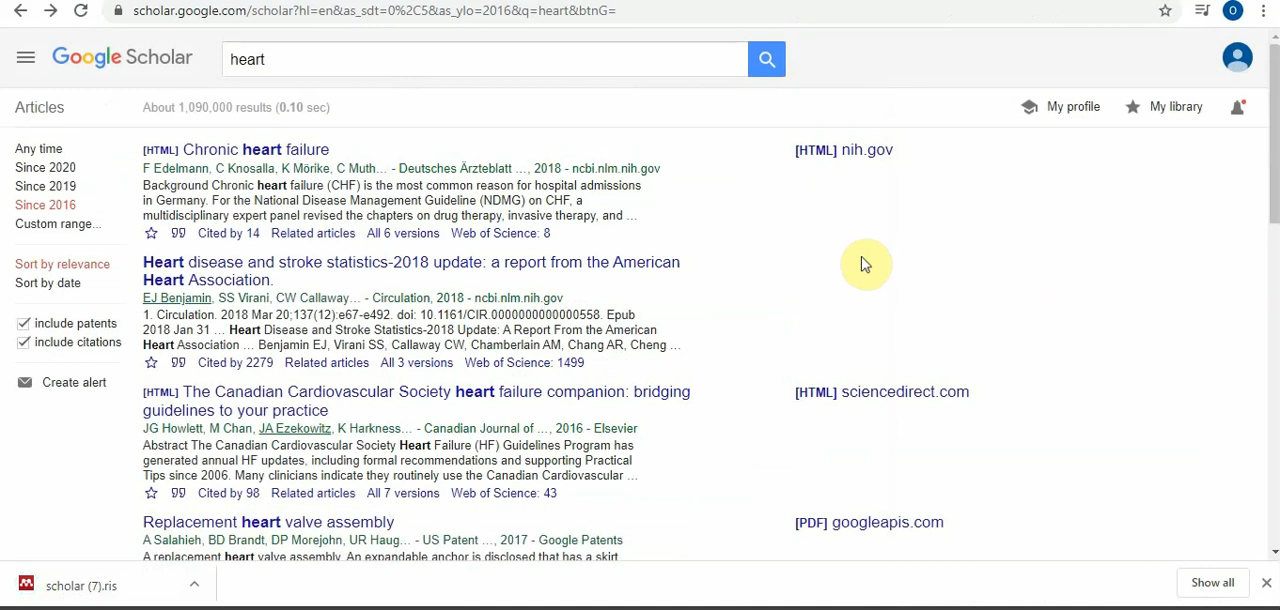 scholar.google.com/scholar?hl=en&as_sdt=0%2C5&as_ylo=2016&q=heart&btnG=
O
Google Scholar
heart
Articles
About 1,090,000 results (0.10 sec)
My profile
My library
Any time
Since 2020
Since 2019
Since 2016
Custom range...
Sort by relevance
Sort by date
include patents
include citations
Create alert
[HTML] Chronic heart failure
[HTML] nih.gov
F Edelmann, C Knosalla, K Mörike, C Muth... - Deutsches Ärzteblatt ..., 2018 - ncbi.nlm.nih.gov
Background Chronic heart failure (CHF) is the most common reason for hospital admissions
in Germany. For the National Disease Management Guideline (NDMG) on CHF, a
multidisciplinary expert panel revised the chapters on drug therapy, invasive therapy, and ...
Cited by 14 Related articles All 6 versions Web of Science: 8
Heart disease and stroke statistics-2018 update: a report from the American
Heart Association.
EJ Benjamin, SS Virani, CW Callaway... - Circulation, 2018 - ncbi.nlm.nih.gov
1. Circulation. 2018 Mar 20;137(12):e67-e492. doi: 10.1161/CIR.0000000000000558. Epub
2018 Jan 31 ... Heart Disease and Stroke Statistics-2018 Update: A Report From the American
Heart Association ... Benjamin EJ, Virani SS, Callaway CW, Chamberlain AM, Chang AR, Cheng ...
Cited by 2279 Related articles All 3 versions Web of Science: 1499
[HTML] The Canadian Cardiovascular Society heart failure companion: bridging
guidelines to your practice
[HTML] sciencedirect.com
JG Howlett, M Chan, JA Ezekowitz, K Harkness... - Canadian Journal of ..., 2016 - Elsevier
Abstract The Canadian Cardiovascular Society Heart Failure (HF) Guidelines Program has
generated annual HF updates, including formal recommendations and supporting Practical
Tips since 2006. Many clinicians indicate they routinely use the Canadian Cardiovascular ...
Cited by 98 Related articles All 7 versions Web of Science: 43
Replacement heart valve assembly
[PDF] googleapis.com
A Salahieh, BD Brandt, DP Morejohn, UR Haug... - US Patent ..., 2017 - Google Patents
A replacement heart valve assembly. An expandable anchor is disclosed that has a skirt
scholar (7).ris
Show all